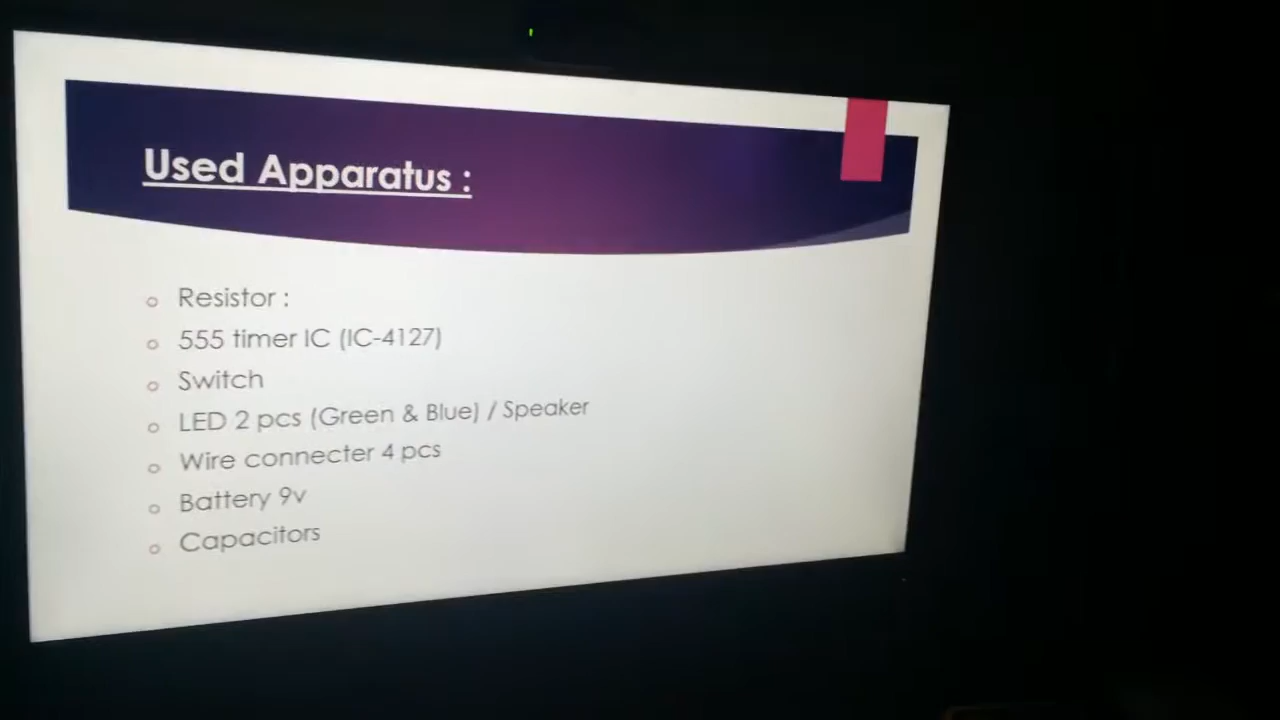 Used Apparatus :
Resistor :
555 timer IC (IC-4127)
Switch
LED 2 pcs (Green & Blue) / Speaker
Wire connecter 4 pcs
Battery 9v
Capacitors